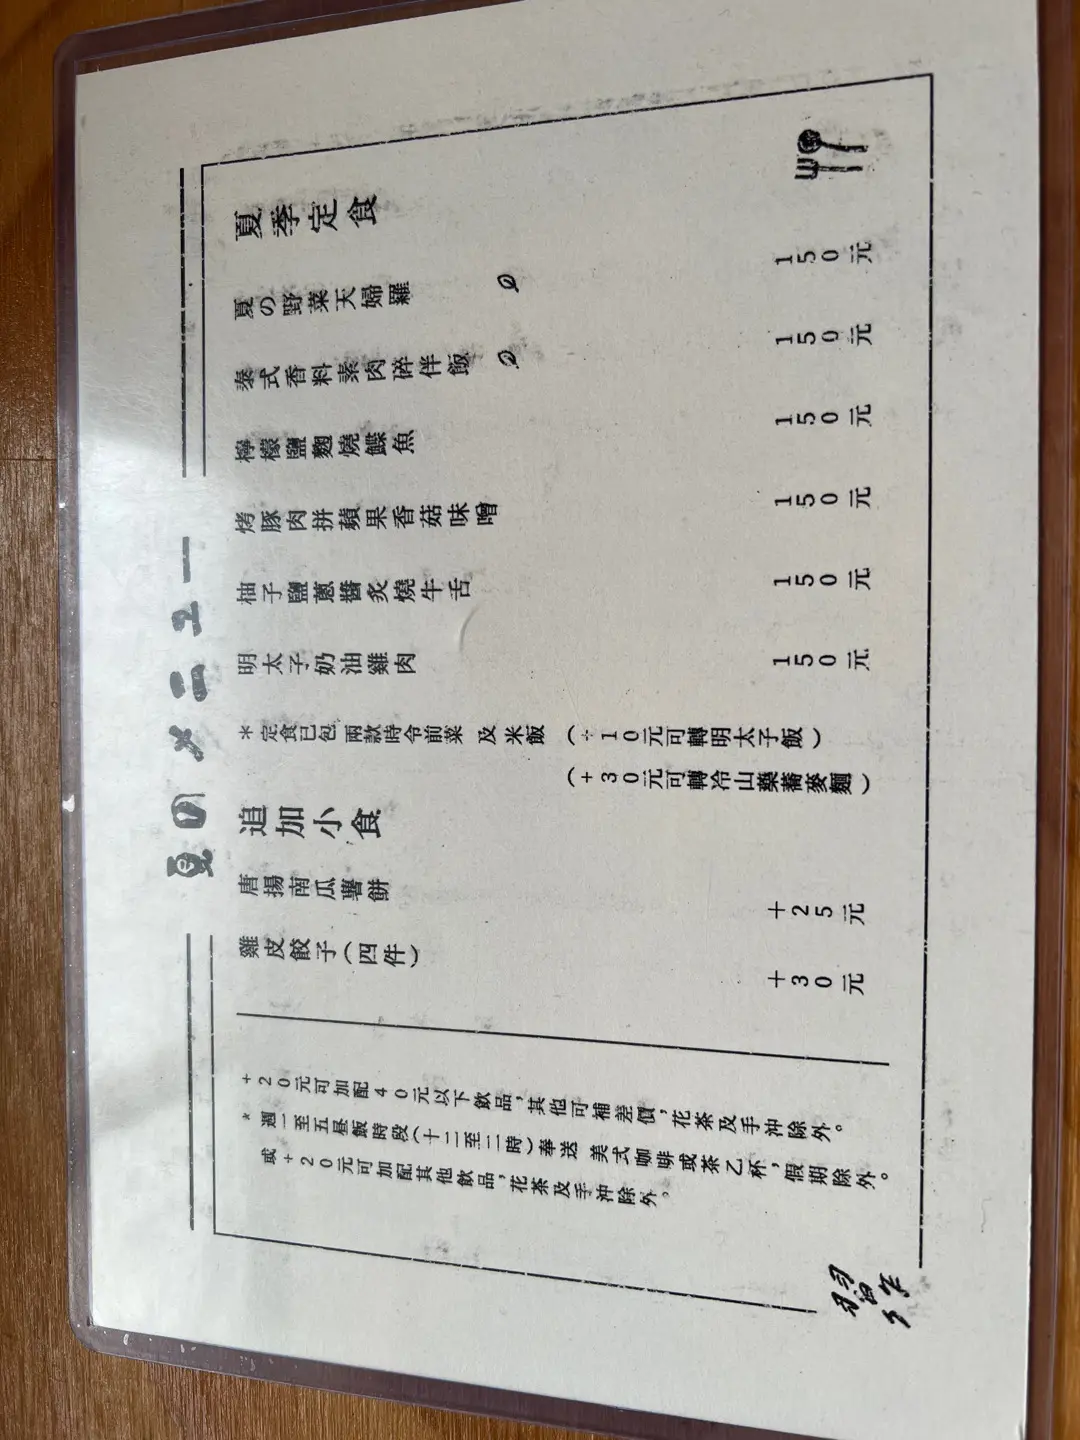 夏のメニュー
夏季定食
夏の野菜天婦羅 150元
泰式香料素肉碎伴飯 150元
檸檬鹽麴燒鰈魚 150元
烤豚肉拼蘋果香菇味噌 150元
柚子鹽蔥醬炙燒牛舌 150元
明太子奶油雞肉 150元
*定食已包 兩款時令前菜 及 米飯 (+10元可轉明太子飯)
(+30元可轉冷山藥蕎麥麵)
追加小食
唐揚南瓜薯餅 +25元
雞皮餃子(四件) +30元
+20元可加配40元以下飲品,其他可補差價,花茶及手沖除外。
*週一至五昼飯時段(十二至二時)奉送 美式咖啡或茶乙杯,假期除外。
或+20元可加配其他飲品,花茶及手沖除外。
習作